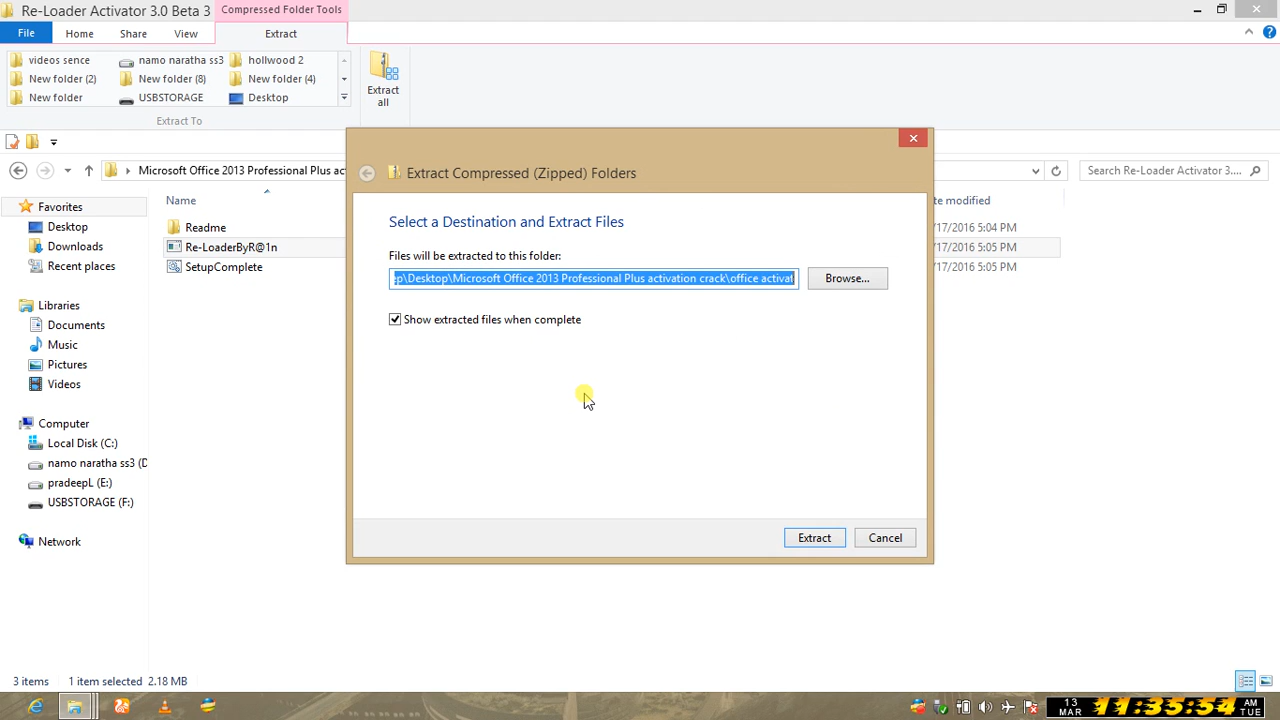 Re-Loader Activator 3.0 Beta 3
Compressed Folder Tools
File Home Share View Extract
videos sence namo naratha ss3 hollwood 2
New folder (2) New folder (8) New folder (4)
New folder USBSTORAGE Desktop
Extract all
Extract To
Microsoft Office 2013 Professional Plus ac
Search Re-Loader Activator 3....
Extract Compressed (Zipped) Folders
Select a Destination and Extract Files
Files will be extracted to this folder:
ep\Desktop\Microsoft Office 2013 Professional Plus activation crack\office activat
Browse...
Show extracted files when complete
Extract Cancel
Favorites
Desktop
Downloads
Recent places
Libraries
Documents
Music
Pictures
Videos
Computer
Local Disk (C:)
namo naratha ss3 (D
pradeepL (E:)
USBSTORAGE (F:)
Network
Name
Readme
Re-LoaderByR@1n
SetupComplete
te modified
/17/2016 5:04 PM
/17/2016 5:05 PM
/17/2016 5:05 PM
3 items 1 item selected 2.18 MB
13 MAR 11:35:54 AM TUE